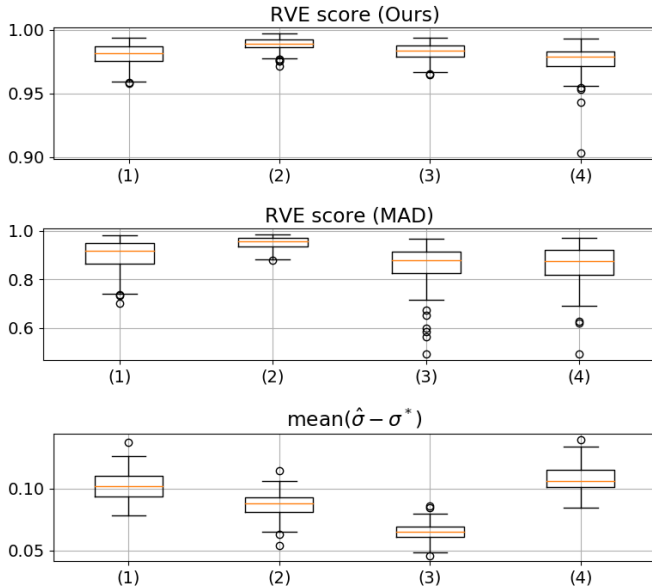 RVE score (Ours)
1.00
0.95
0.90
(1) (2) (3) (4)
RVE score (MAD)
1.0
0.8
0.6
(1) (2) (3) (4)
mean(σ̂ − σ*)
0.10
0.05
(1) (2) (3) (4)